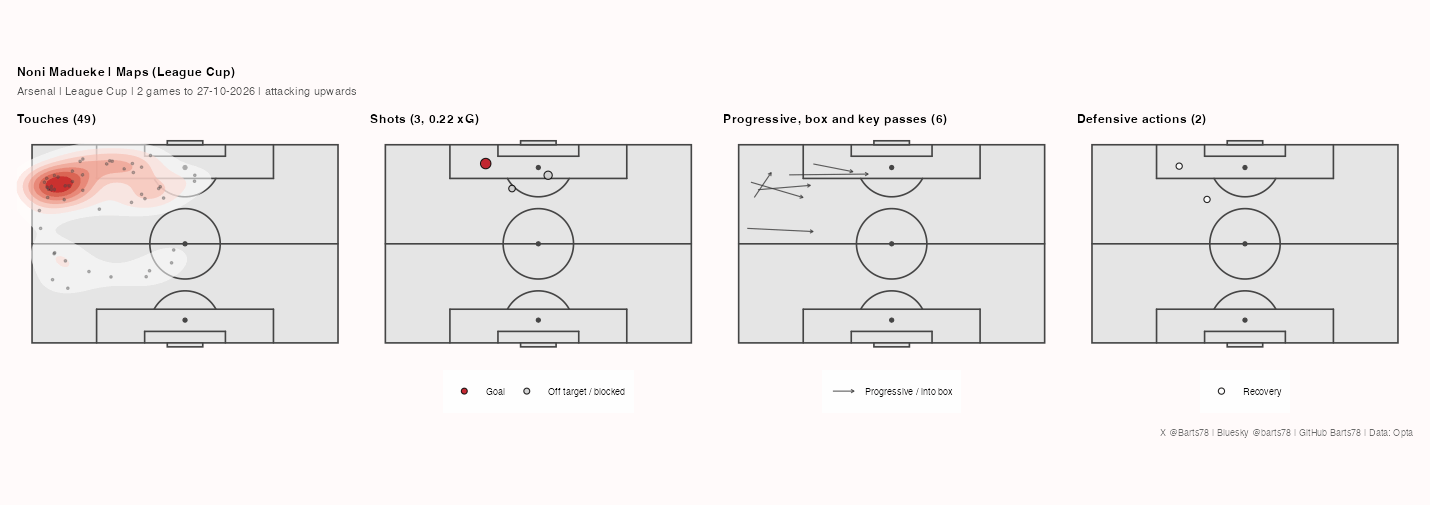 Noni Madueke | Maps (League Cup)
Arsenal | League Cup | 2 games to 27-10-2026 | attacking upwards
Touches (49)
Shots (3, 0.22 xG)
Progressive, box and key passes (6)
Defensive actions (2)
Goal
Off target / blocked
Progressive / into box
Recovery
X @Barts78 | Bluesky @barts78 | GitHub Barts78 | Data: Opta